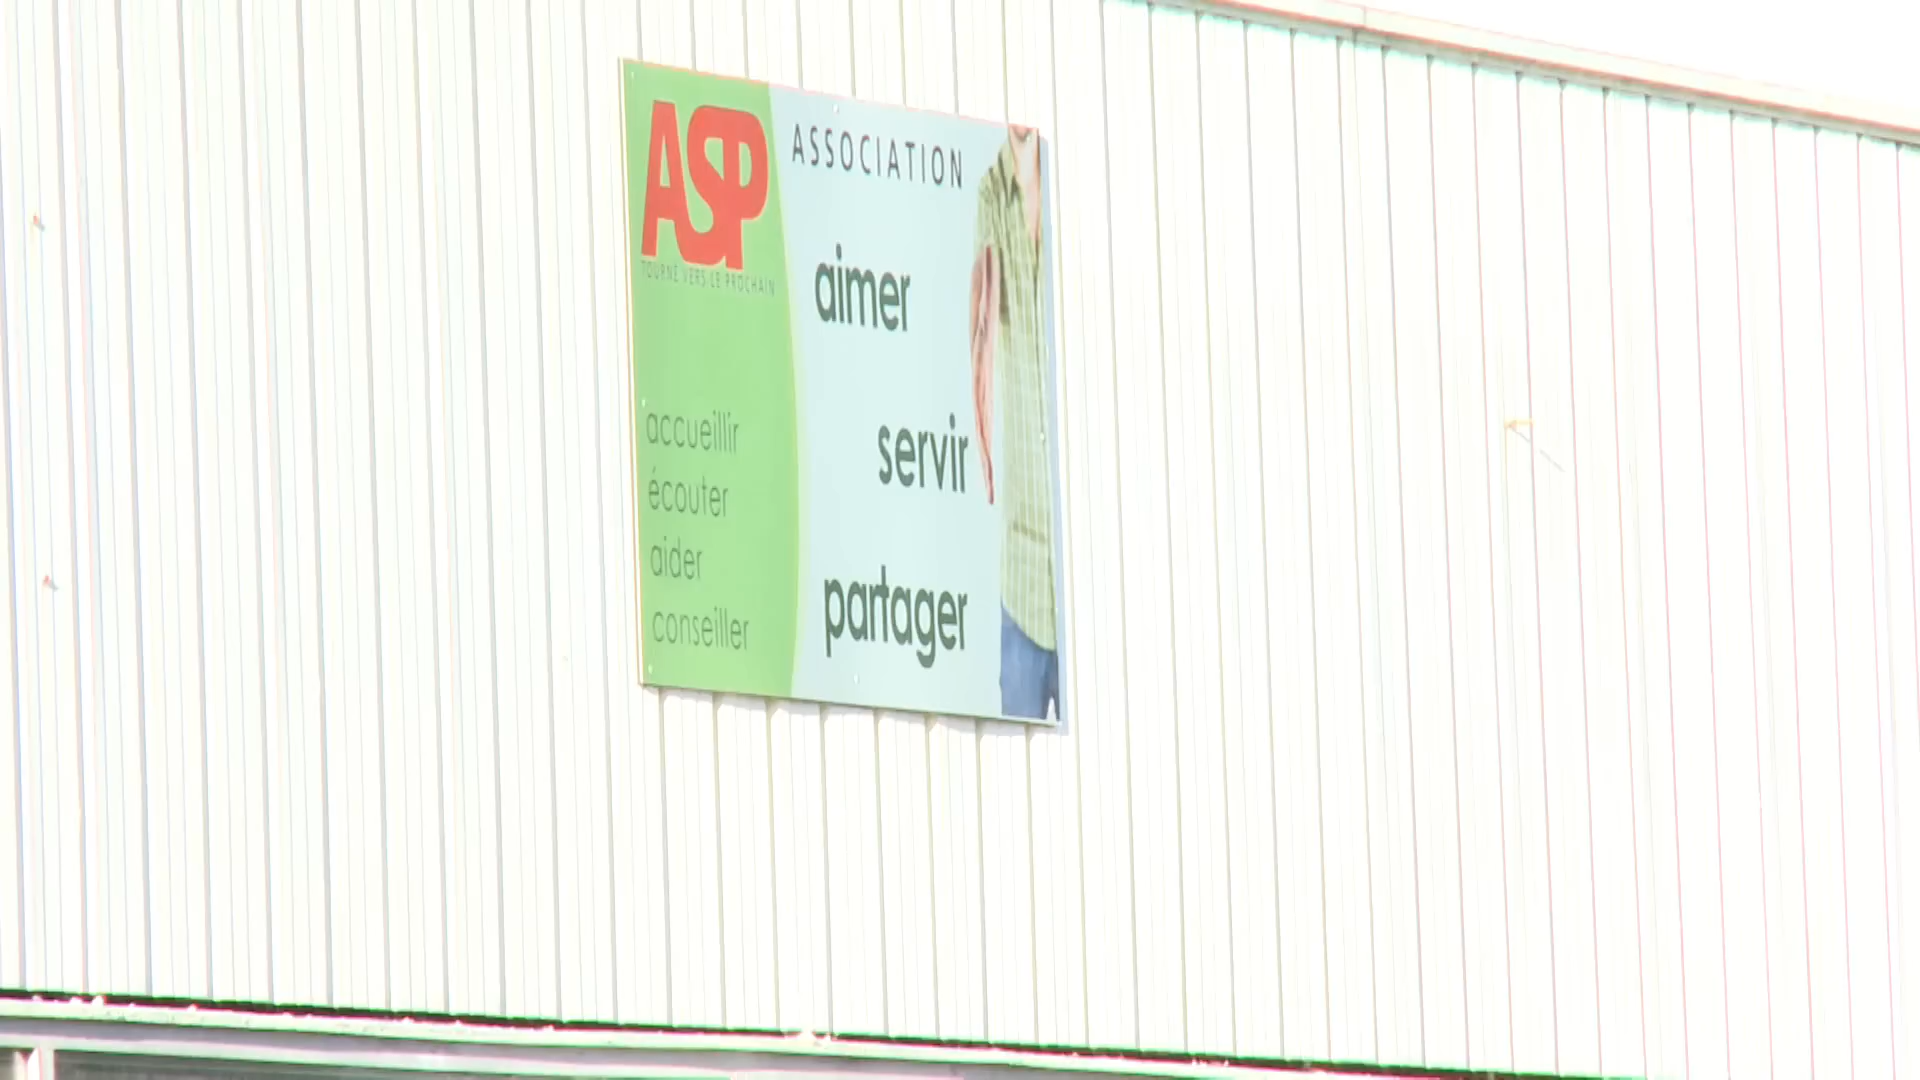 ASP
TOURNÉ VERS LE PROCHAIN
accueillir
écouter
aider
conseiller
ASSOCIATION
aimer
servir
partager